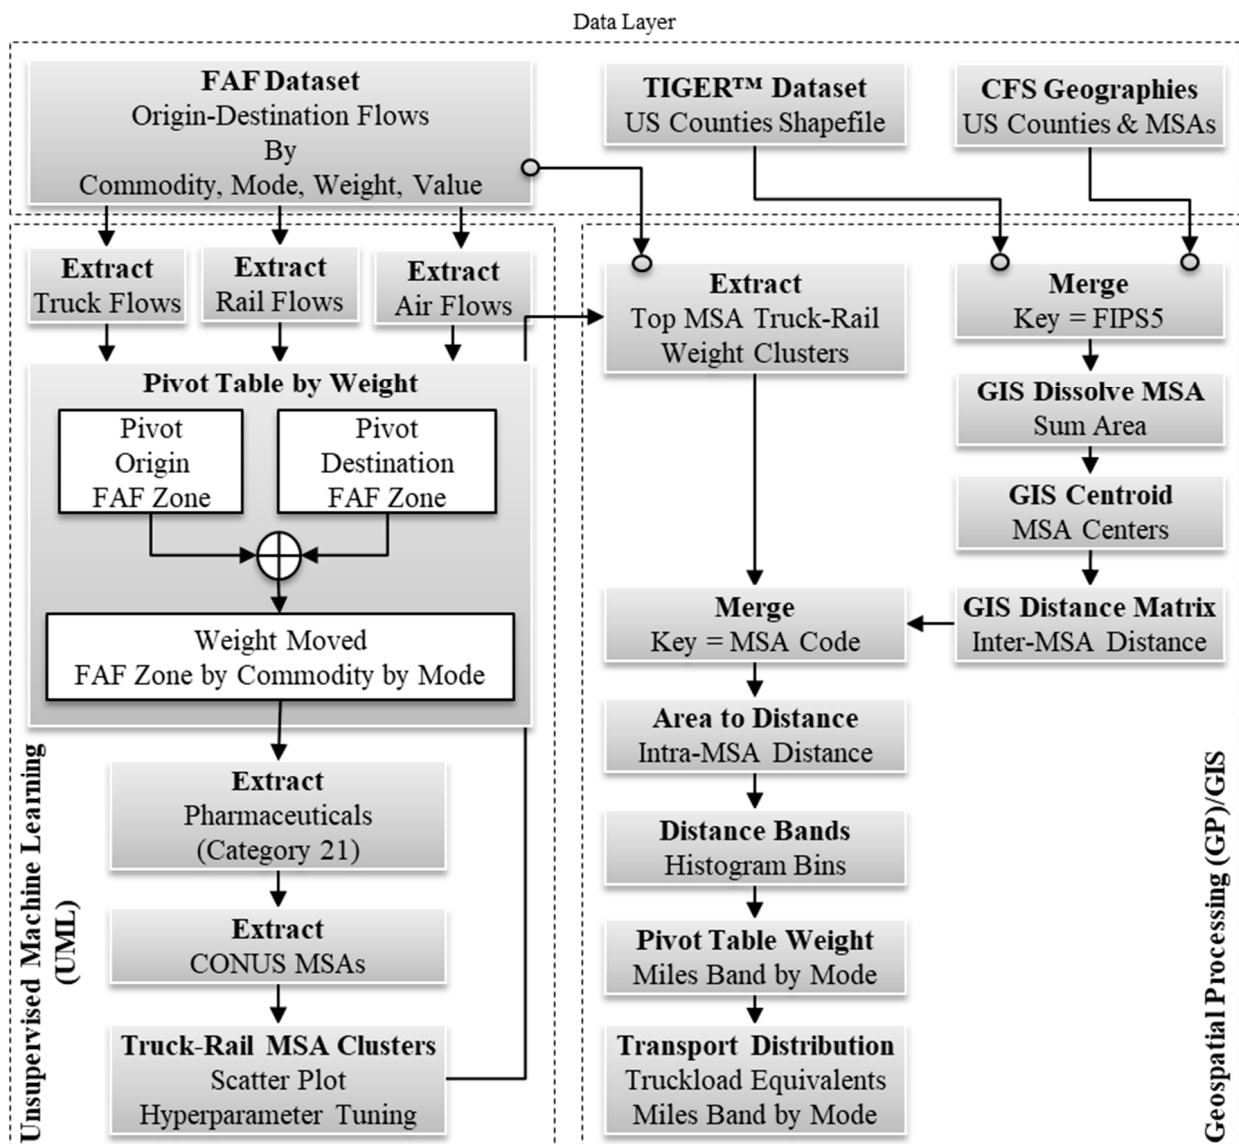 Data Layer
FAF Dataset
Origin-Destination Flows
By
Commodity, Mode, Weight, Value
TIGER™ Dataset
US Counties Shapefile
CFS Geographies
US Counties & MSAs
Extract
Truck Flows
Extract
Rail Flows
Extract
Air Flows
Pivot Table by Weight
Pivot
Origin
FAF Zone
Pivot
Destination
FAF Zone
Weight Moved
FAF Zone by Commodity by Mode
Extract
Pharmaceuticals
(Category 21)
Extract
CONUS MSAs
Truck-Rail MSA Clusters
Scatter Plot
Hyperparameter Tuning
Unsupervised Machine Learning
(UML)
Extract
Top MSA Truck-Rail
Weight Clusters
Merge
Key = FIPS5
GIS Dissolve MSA
Sum Area
GIS Centroid
MSA Centers
GIS Distance Matrix
Inter-MSA Distance
Merge
Key = MSA Code
Area to Distance
Intra-MSA Distance
Distance Bands
Histogram Bins
Pivot Table Weight
Miles Band by Mode
Transport Distribution
Truckload Equivalents
Miles Band by Mode
Geospatial Processing (GP)/GIS